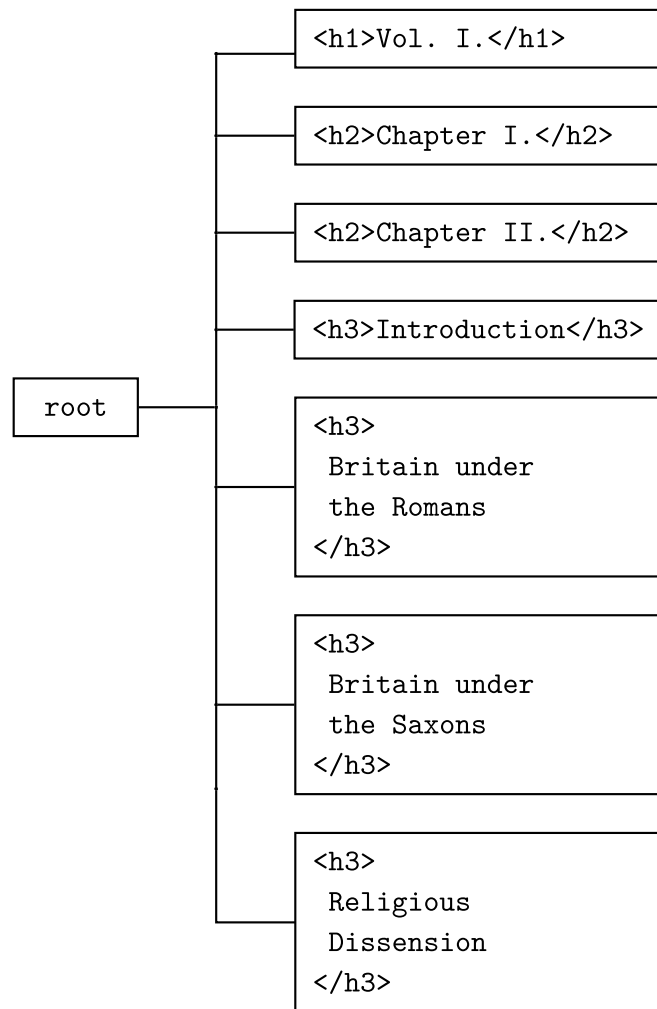 <h1>Vol. I.</h1>
<h2>Chapter I.</h2>
<h2>Chapter II.</h2>
<h3>Introduction</h3>
root
<h3>
Britain under
the Romans
</h3>
<h3>
Britain under
the Saxons
</h3>
<h3>
Religious
Dissension
</h3>